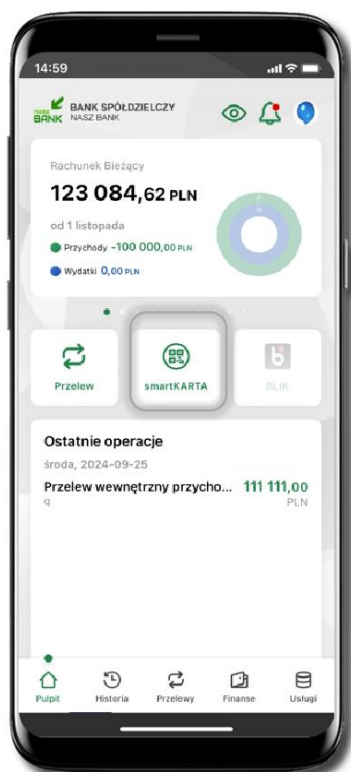 14:59
nasz
BANK
BANK SPÓŁDZIELCZY
NASZ BANK
Rachunek Bieżący
123 084,62 PLN
od 1 listopada
Przychody -100 000,00 PLN
Wydatki 0,00 PLN
Przelew
smartKARTA
BLIK
Ostatnie operacje
środa, 2024-09-25
Przelew wewnętrzny przycho... 111 111,00
q PLN
Pulpit Historia Przelewy Finanse Usługi